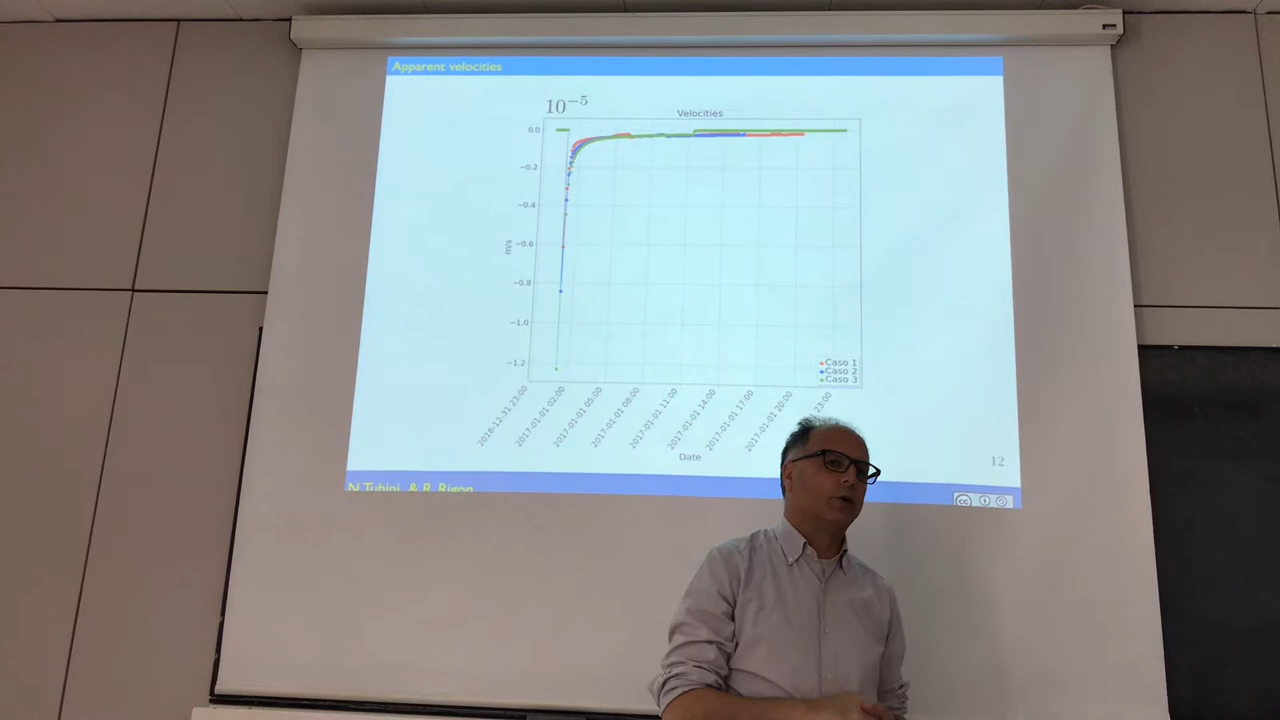 Apparent velocities
10⁻⁵
Velocities
0.0
−0.2
−0.4
−0.6
−0.8
−1.0
−1.2
m/s
Caso 1
Caso 2
Caso 3
2016-12-31 23:00
2017-01-01 02:00
2017-01-01 05:00
2017-01-01 08:00
2017-01-01 11:00
2017-01-01 14:00
2017-01-01 17:00
2017-01-01 20:00
23:00
Date
12
N Tubini & R. Rigon
cc